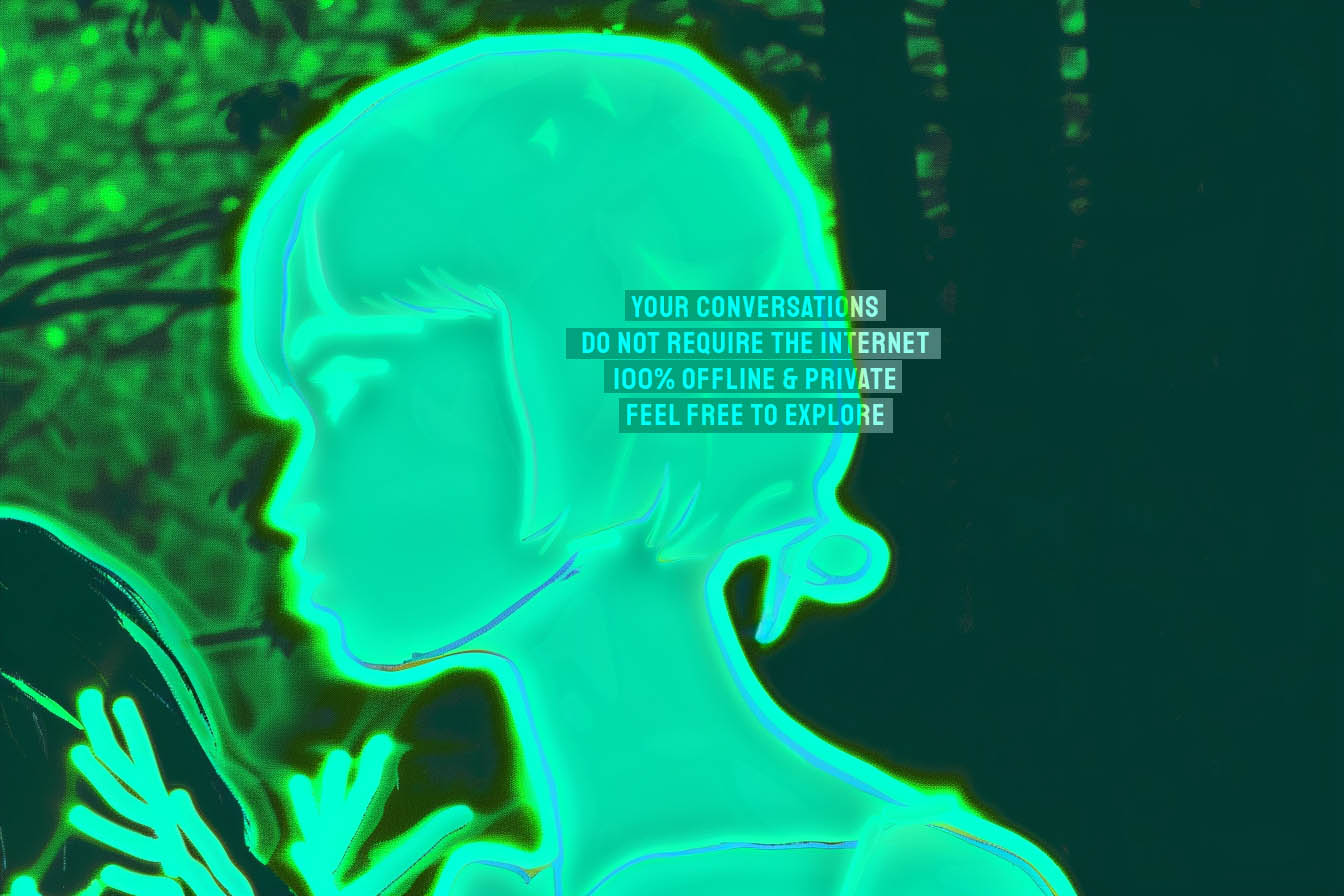 YOUR CONVERSATIONS
DO NOT REQUIRE THE INTERNET
100% OFFLINE & PRIVATE
FEEL FREE TO EXPLORE